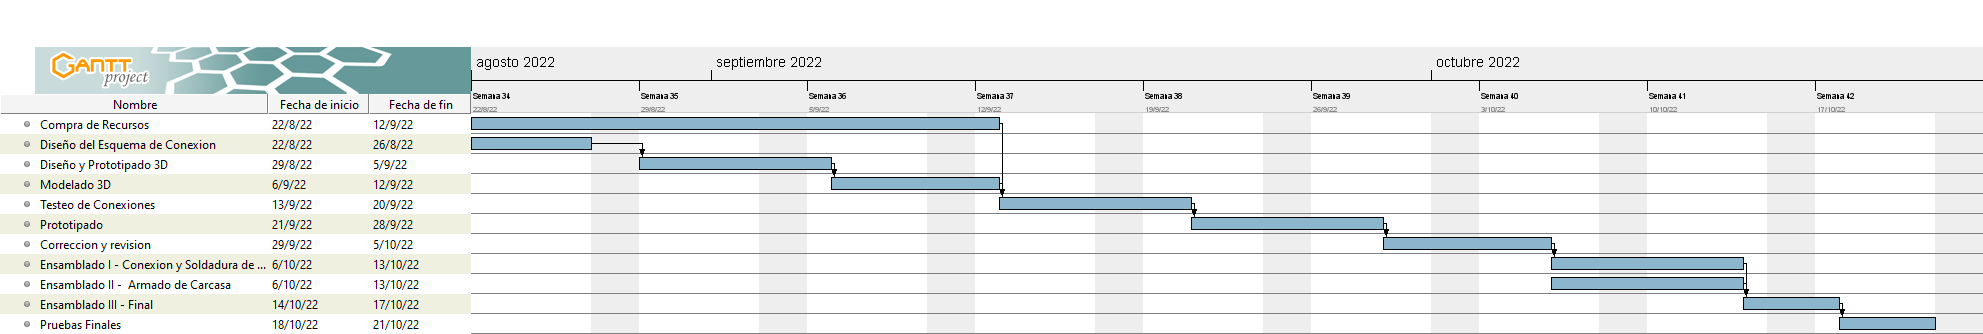 GANTT
project
agosto 2022 septiembre 2022 octubre 2022
Nombre Fecha de inicio Fecha de fin Semana 34 Semana 35 Semana 36 Semana 37 Semana 38 Semana 39 Semana 40 Semana 41 Semana 42
22/8/22 29/8/22 5/9/22 12/9/22 19/9/22 26/9/22 3/10/22 10/10/22 17/10/22
Compra de Recursos 22/8/22 12/9/22
Diseño del Esquema de Conexion 22/8/22 26/8/22
Diseño y Prototipado 3D 29/8/22 5/9/22
Modelado 3D 6/9/22 12/9/22
Testeo de Conexiones 13/9/22 20/9/22
Prototipado 21/9/22 28/9/22
Correccion y revision 29/9/22 5/10/22
Ensamblado I - Conexion y Soldadura de ... 6/10/22 13/10/22
Ensamblado II - Armado de Carcasa 6/10/22 13/10/22
Ensamblado III - Final 14/10/22 17/10/22
Pruebas Finales 18/10/22 21/10/22